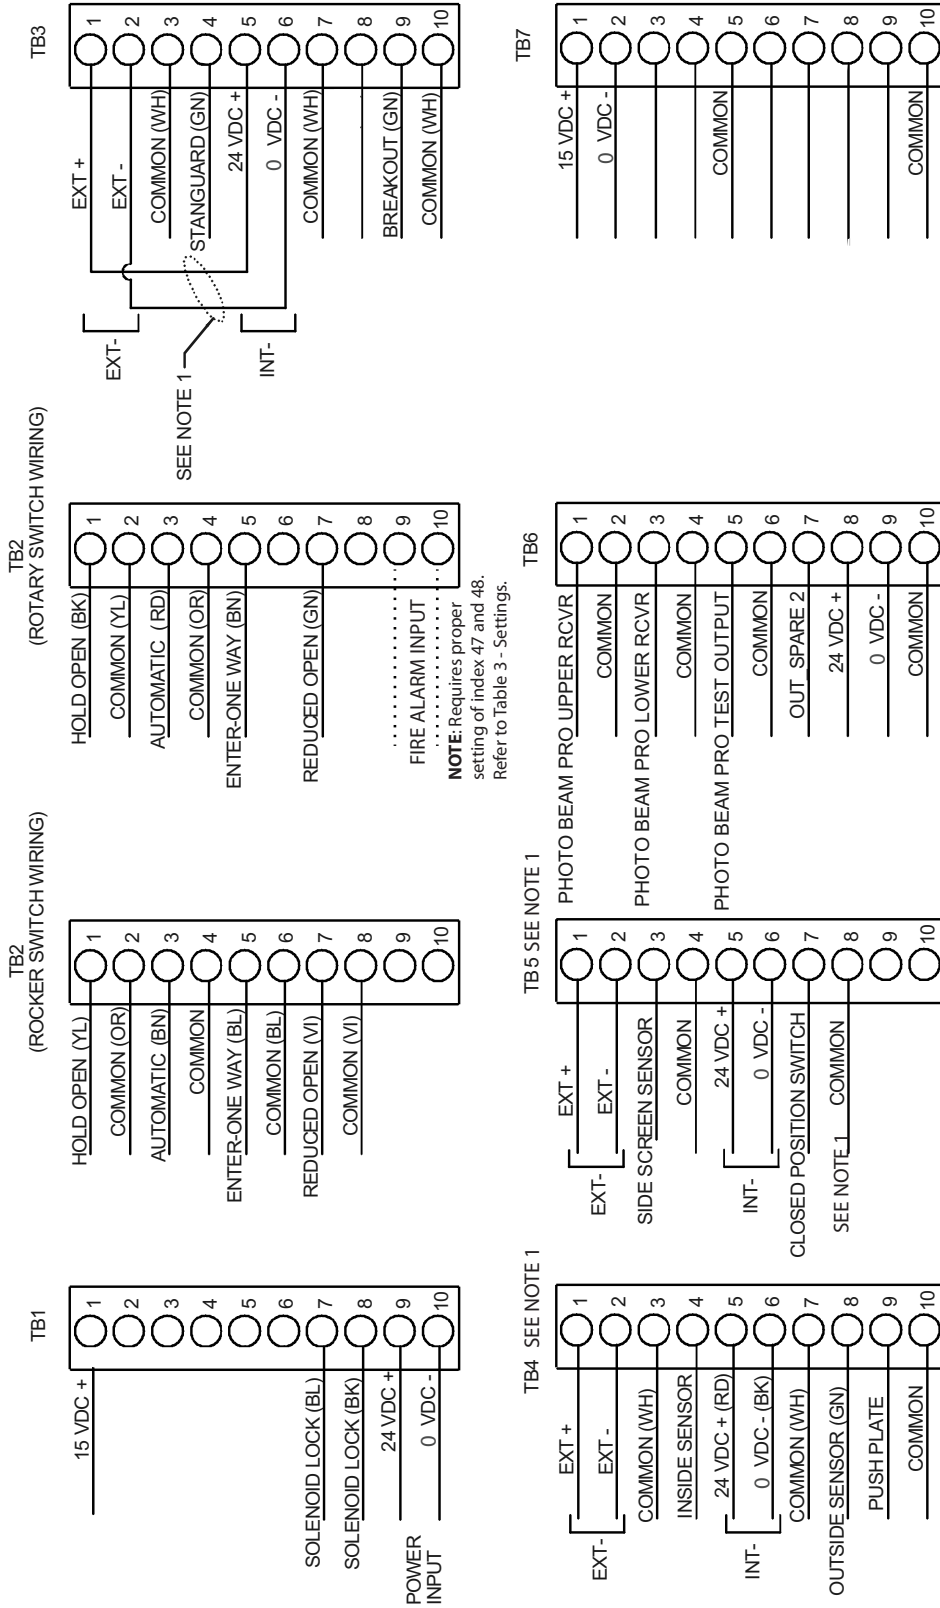 TB1
15 VDC +
SOLENOID LOCK (BL)
SOLENOID LOCK (BK)
24 VDC +
0 VDC -
POWER
INPUT
1
2
3
4
5
6
7
8
9
10
TB2
(ROCKER SWITCH WIRING)
HOLD OPEN (YL)
COMMON (OR)
AUTOMATIC (BN)
COMMON
ENTER-ONE WAY (BL)
COMMON (BL)
REDUCED OPEN (VI)
COMMON (VI)
1
2
3
4
5
6
7
8
9
10
TB2
(ROTARY SWITCH WIRING)
HOLD OPEN (BK)
COMMON (YL)
AUTOMATIC (RD)
COMMON (OR)
ENTER-ONE WAY (BN)
REDUCED OPEN (GN)
FIRE ALARM INPUT
NOTE: Requires proper
setting of index 47 and 48.
Refer to Table 3 - Settings.
1
2
3
4
5
6
7
8
9
10
TB3
EXT +
EXT -
COMMON (WH)
STANGUARD (GN)
24 VDC +
0 VDC -
COMMON (WH)
BREAKOUT (GN)
COMMON (WH)
EXT-
INT-
SEE NOTE 1
1
2
3
4
5
6
7
8
9
10
TB4 SEE NOTE 1
EXT +
EXT -
COMMON (WH)
INSIDE SENSOR
24 VDC + (RD)
0 VDC - (BK)
COMMON (WH)
OUTSIDE SENSOR (GN)
PUSH PLATE
COMMON
EXT-
INT-
1
2
3
4
5
6
7
8
9
10
TB5 SEE NOTE 1
EXT +
EXT -
SIDE SCREEN SENSOR
COMMON
24 VDC +
0 VDC -
CLOSED POSITION SWITCH
SEE NOTE 1 COMMON
EXT-
INT-
1
2
3
4
5
6
7
8
9
10
TB6
PHOTO BEAM PRO UPPER RCVR
COMMON
PHOTO BEAM PRO LOWER RCVR
COMMON
PHOTO BEAM PRO TEST OUTPUT
COMMON
OUT_SPARE 2
24 VDC +
0 VDC -
COMMON
1
2
3
4
5
6
7
8
9
10
TB7
15 VDC +
0 VDC -
COMMON
COMMON
1
2
3
4
5
6
7
8
9
10